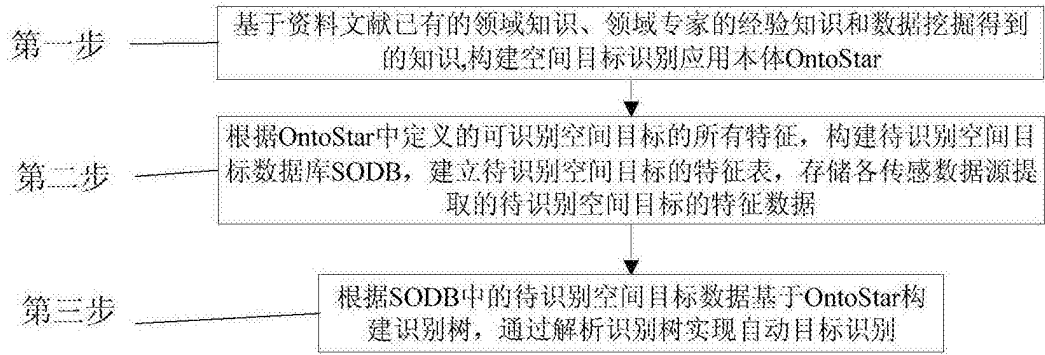 第一步
基于资料文献已有的领域知识、领域专家的经验知识和数据挖掘得到
的知识,构建空间目标识别应用本体OntoStar
第二步
根据OntoStar中定义的可识别空间目标的所有特征，构建待识别空间目
标数据库SODB，建立待识别空间目标的特征表，存储各传感数据源提
取的待识别空间目标的特征数据
第三步
根据SODB中的待识别空间目标数据基于OntoStar构
建识别树，通过解析识别树实现自动目标识别